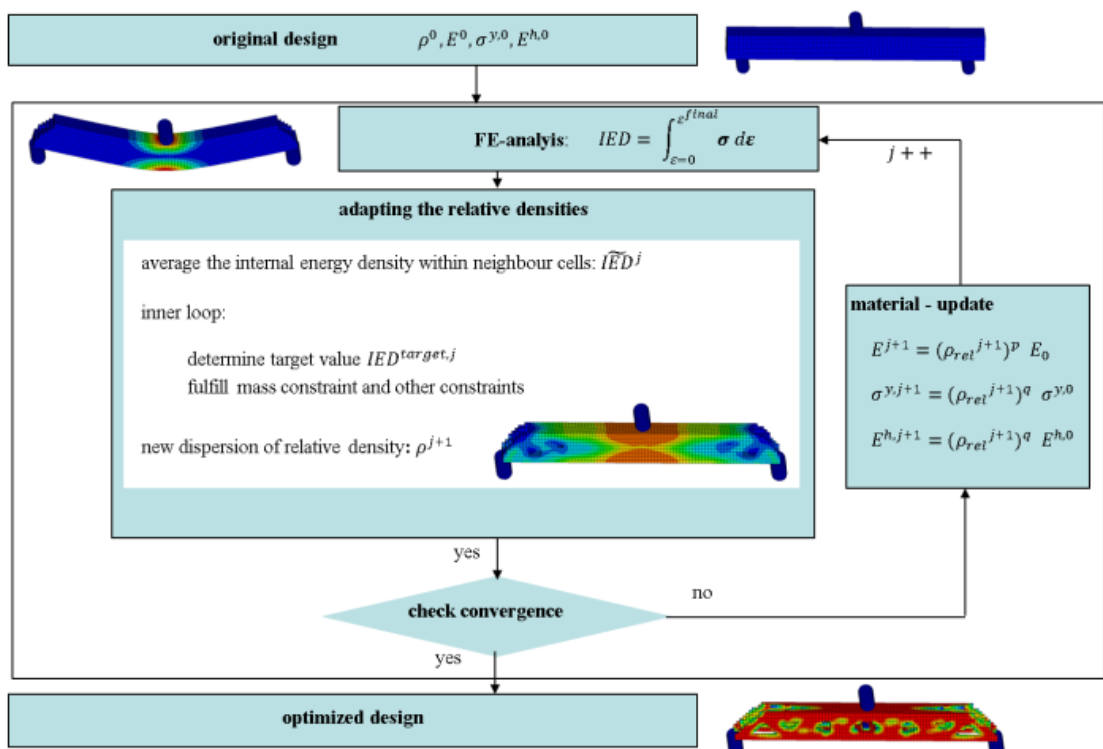 original design ρ⁰, E⁰, σ^{y,0}, E^{h,0}
FE-analyis: IED = ∫_{ε=0}^{ε^{final}} σ dε
j + +
adapting the relative densities
average the internal energy density within neighbour cells: \widetilde{IED}^j
inner loop:
determine target value IED^{target,j}
fulfill mass constraint and other constraints
new dispersion of relative density: ρ^{j+1}
material - update
E^{j+1} = (ρ_{rel}^{j+1})^p E_0
σ^{y,j+1} = (ρ_{rel}^{j+1})^q σ^{y,0}
E^{h,j+1} = (ρ_{rel}^{j+1})^q E^{h,0}
yes
check convergence
no
yes
optimized design